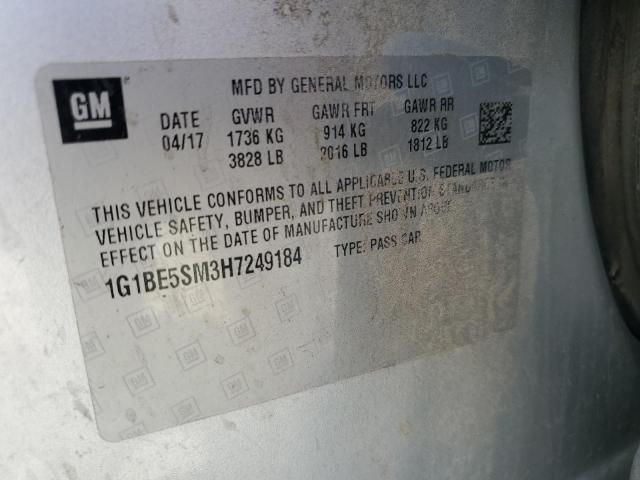 GM
MFD BY GENERAL MOTORS LLC
DATE GVWR GAWR FRT GAWR RR
04/17 1736 KG 914 KG 822 KG
3828 LB 2016 LB 1812 LB
THIS VEHICLE CONFORMS TO ALL APPLICABLE U.S. FEDERAL MOTOR
VEHICLE SAFETY, BUMPER, AND THEFT PREVENTION STANDARDS IN
EFFECT ON THE DATE OF MANUFACTURE SHOWN ABOVE
1G1BE5SM3H7249184 TYPE: PASS CAR